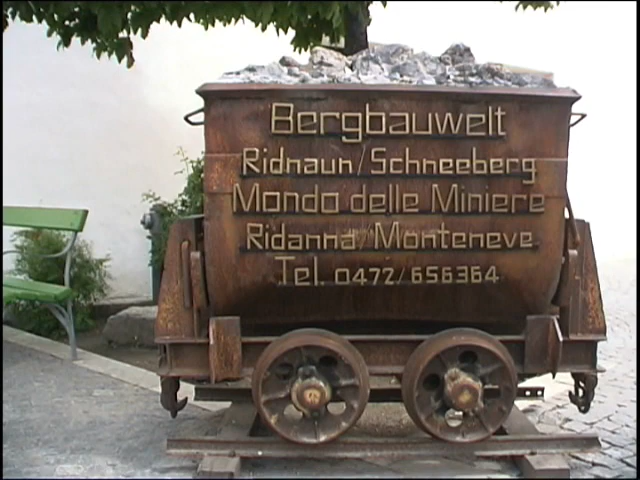 Bergbauwelt
Ridnaun/Schneeberg
Mondo delle Miniere
Ridanna/Monteneve
Tel. 0472/656364